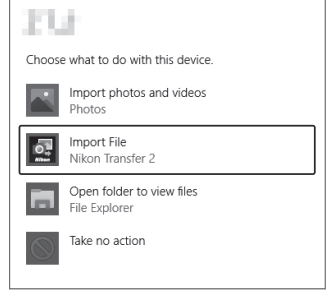 Choose what to do with this device.
Import photos and videos
Photos
Import File
Nikon Transfer 2
Open folder to view files
File Explorer
Take no action